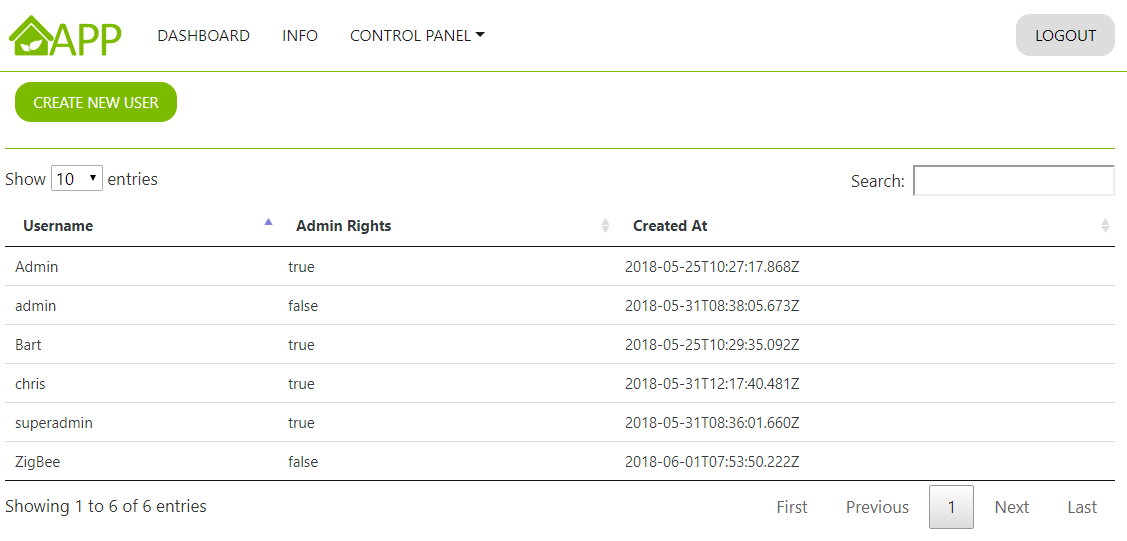 APP DASHBOARD INFO CONTROL PANEL LOGOUT
CREATE NEW USER
Show 10 entries Search:
Username Admin Rights Created At
Admin true 2018-05-25T10:27:17.868Z
admin false 2018-05-31T08:38:05.673Z
Bart true 2018-05-25T10:29:35.092Z
chris true 2018-05-31T12:17:40.481Z
superadmin true 2018-05-31T08:36:01.660Z
ZigBee false 2018-06-01T07:53:50.222Z
Showing 1 to 6 of 6 entries First Previous 1 Next Last